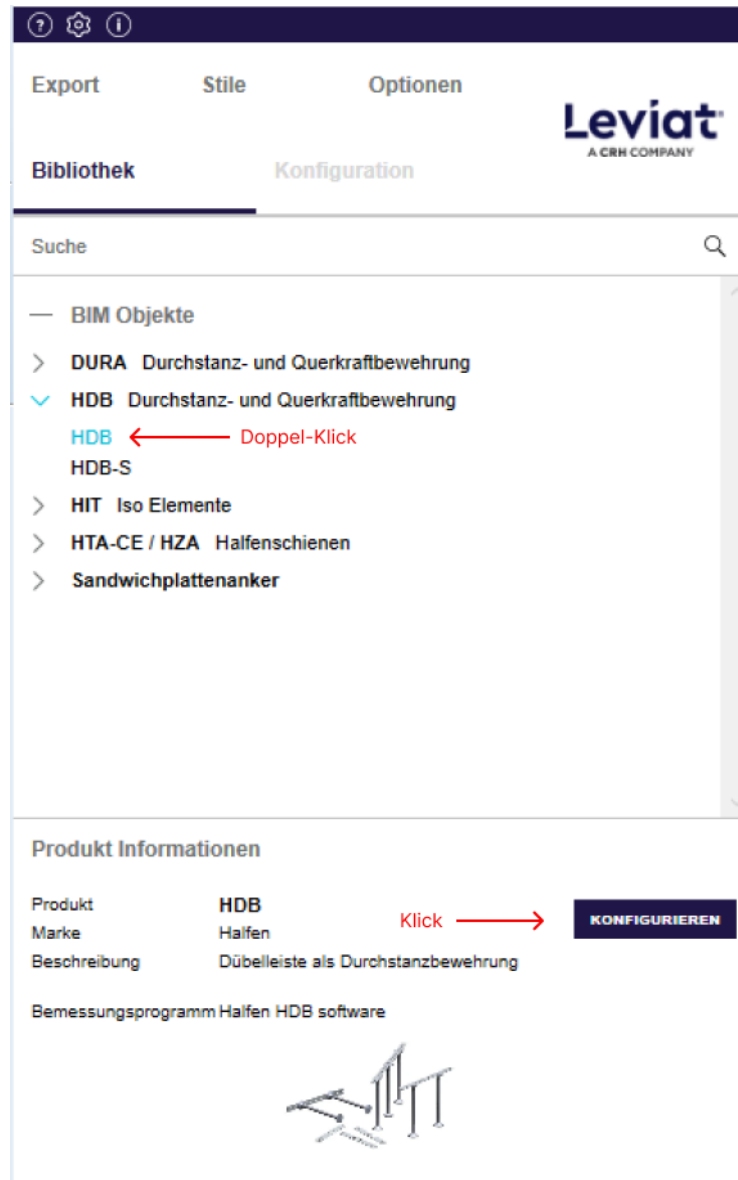 Export Stile Optionen
Leviat
A CRH COMPANY
Bibliothek Konfiguration
Suche
BIM Objekte
DURA Durchstanz- und Querkraftbewehrung
HDB Durchstanz- und Querkraftbewehrung
HDB Doppel-Klick
HDB-S
HIT Iso Elemente
HTA-CE / HZA Halfenschienen
Sandwichplattenanker
Produkt Informationen
Produkt HDB
Klick KONFIGURIEREN
Marke Halfen
Beschreibung Dübelleiste als Durchstanzbewehrung
Bemessungsprogramm Halfen HDB software